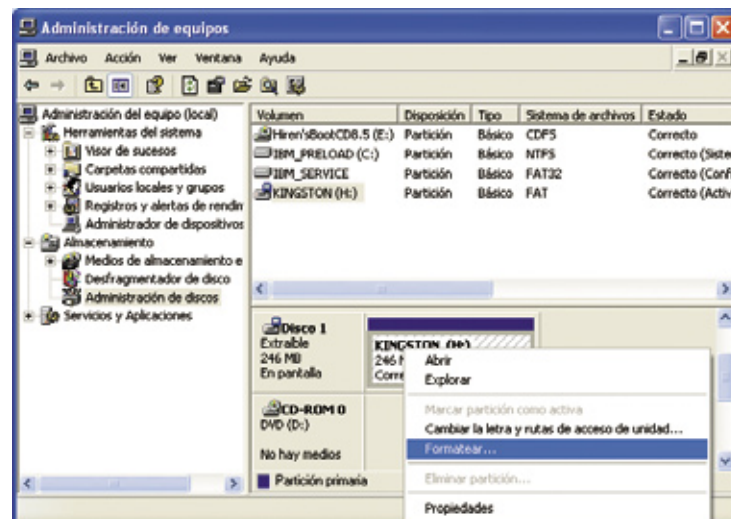 Administración de equipos
Archivo Acción Ver Ventana Ayuda
Administración del equipo (local)
Herramientas del sistema
Visor de sucesos
Carpetas compartidas
Usuarios locales y grupos
Registros y alertas de rendim
Administrador de dispositivos
Almacenamiento
Medios de almacenamiento e
Desfragmentador de disco
Administración de discos
Servicios y Aplicaciones
Volumen Disposición Tipo Sistema de archivos Estado
Hiren'sBootCD8.5 (E:) Partición Básico CDFS Correcto
IBM_PRELOAD (C:) Partición Básico NTFS Correcto (Siste
IBM_SERVICE Partición Básico FAT32 Correcto (Conf
KINGSTON (H:) Partición Básico FAT Correcto (Activ
Disco 1
Extraíble
246 MB
En pantalla
KINGSTON (H:)
246 M
Corre
CD-ROM 0
DVD (D:)
No hay medios
Partición primaria
Abrir
Explorar
Marcar partición como activa
Cambiar la letra y rutas de acceso de unidad...
Formatear...
Eliminar partición...
Propiedades